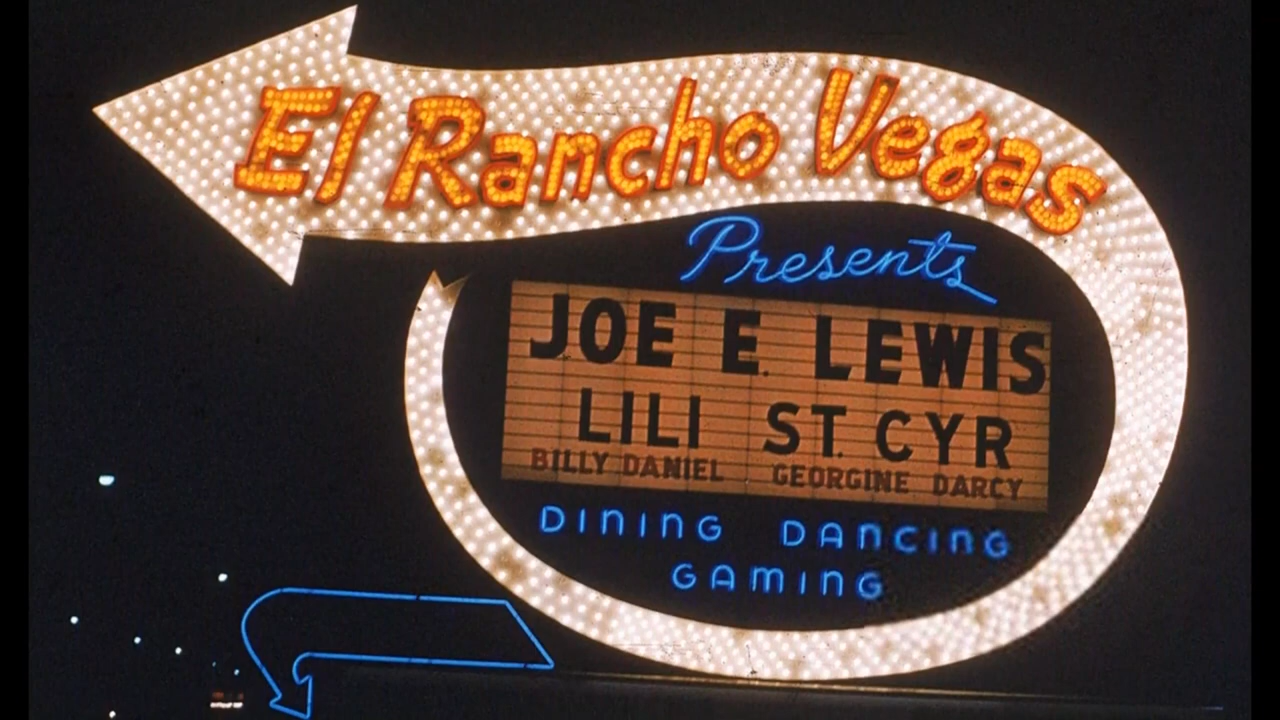 El Rancho Vegas
Presents
JOE E. LEWIS
LILI ST. CYR
BILLY DANIEL GEORGINE DARCY
DINING DANCING
GAMING